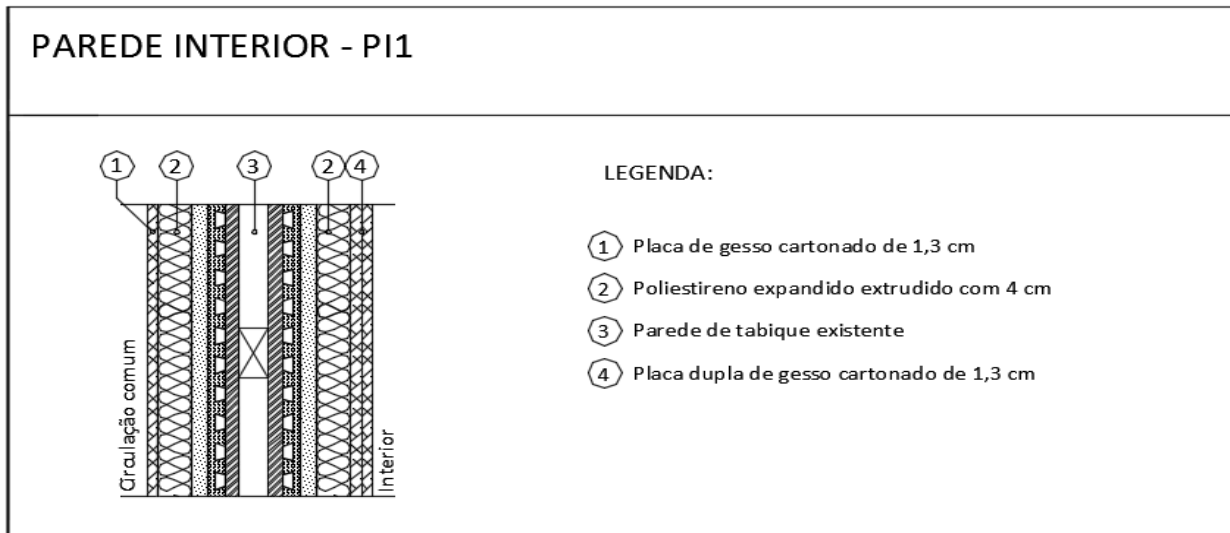 PAREDE INTERIOR - PI1
1 2 3 2 4
LEGENDA:
1 Placa de gesso cartonado de 1,3 cm
2 Poliestireno expandido extrudido com 4 cm
3 Parede de tabique existente
4 Placa dupla de gesso cartonado de 1,3 cm
Circulação comum
Interior